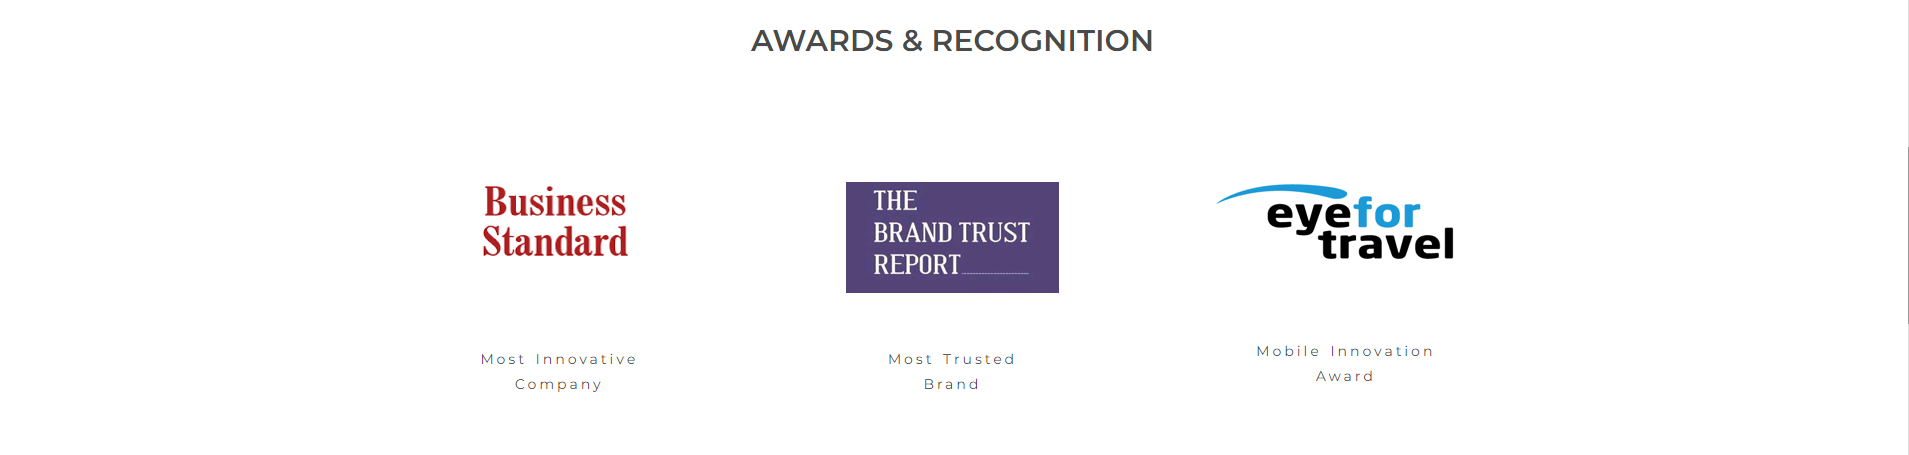 AWARDS & RECOGNITION
Business
Standard
Most Innovative
Company
THE
BRAND TRUST
REPORT
Most Trusted
Brand
eyefor
travel
Mobile Innovation
Award